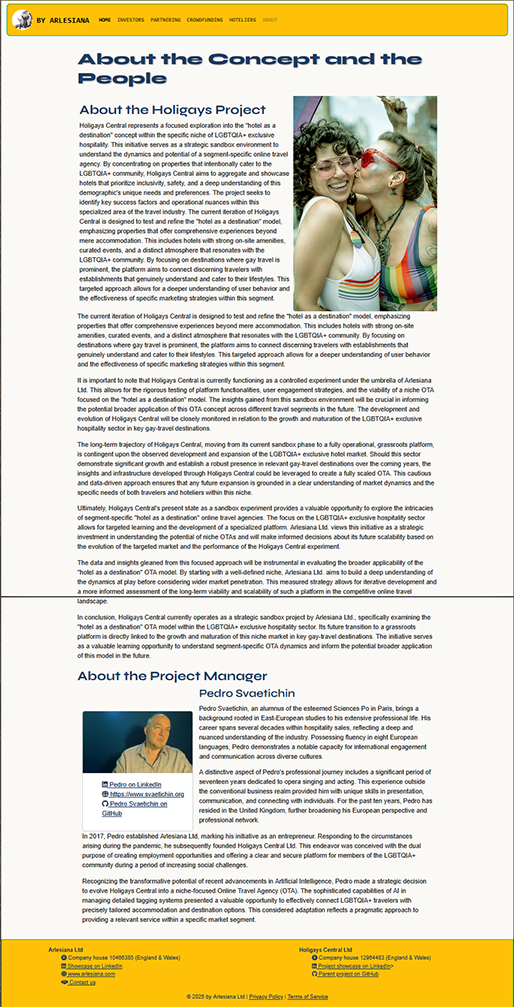 BY ARLESIANA HOME INVESTORS PARTNERING CROWDFUNDING HOTELIERS ABOUT
About the Concept and the
People
About the Holigays Project
Holigays Central represents a focused exploration into the "hotel as a
destination" concept within the specific niche of LGBTQIA+ exclusive
hospitality. This initiative serves as a strategic sandbox environment to
understand the dynamics and potential of a segment-specific online travel
agency. By concentrating on properties that intentionally cater to the
LGBTQIA+ community, Holigays Central aims to aggregate and showcase
hotels that prioritize inclusivity, safety, and a deep understanding of this
demographic's unique needs and preferences. The project seeks to
identify key success factors and operational nuances within this
specialized area of the travel industry. The current iteration of Holigays
Central is designed to test and refine the "hotel as a destination" model,
emphasizing properties that offer comprehensive experiences beyond
mere accommodation. This includes hotels with strong on-site amenities,
curated events, and a distinct atmosphere that resonates with the
LGBTQIA+ community. By focusing on destinations where gay travel is
prominent, the platform aims to connect discerning travelers with
establishments that genuinely understand and cater to their lifestyles. This
targeted approach allows for a deeper understanding of user behavior and
the effectiveness of specific marketing strategies within this segment.
The current iteration of Holigays Central is designed to test and refine the "hotel as a destination" model, emphasizing
properties that offer comprehensive experiences beyond mere accommodation. This includes hotels with strong on-site
amenities, curated events, and a distinct atmosphere that resonates with the LGBTQIA+ community. By focusing on
destinations where gay travel is prominent, the platform aims to connect discerning travelers with establishments that
genuinely understand and cater to their lifestyles. This targeted approach allows for a deeper understanding of user behavior
and the effectiveness of specific marketing strategies within this segment.
It is important to note that Holigays Central is currently functioning as a controlled experiment under the umbrella of Arlesiana
Ltd. This allows for the rigorous testing of platform functionalities, user engagement strategies, and the viability of a niche OTA
focused on the "hotel as a destination" model. The insights gained from this sandbox environment will be crucial in informing
the potential broader application of this OTA concept across different travel segments in the future. The development and
evolution of Holigays Central will be closely monitored in relation to the growth and maturation of the LGBTQIA+ exclusive
hospitality sector in key gay-travel destinations.
The long-term trajectory of Holigays Central, moving from its current sandbox phase to a fully operational, grassroots platform,
is contingent upon the observed development and expansion of the LGBTQIA+ exclusive hotel market. Should this sector
demonstrate significant growth and establish a robust presence in relevant gay-travel destinations over the coming years, the
insights and infrastructure developed through Holigays Central could be leveraged to create a fully scaled OTA. This cautious
and data-driven approach ensures that any future expansion is grounded in a clear understanding of market dynamics and the
specific needs of both travelers and hoteliers within this niche.
Ultimately, Holigays Central's present state as a sandbox experiment provides a valuable opportunity to explore the intricacies
of segment-specific "hotel as a destination" online travel agencies. The focus on the LGBTQIA+ exclusive hospitality sector
allows for targeted learning and the development of a specialized platform. Arlesiana Ltd. views this initiative as a strategic
investment in understanding the potential of niche OTAs and will make informed decisions about its future scalability based on
the evolution of the targeted market and the performance of the Holigays Central experiment.
The data and insights gleaned from this focused approach will be instrumental in evaluating the broader applicability of the
"hotel as a destination" OTA model. By starting with a well-defined niche, Arlesiana Ltd. aims to build a deep understanding of
the dynamics at play before considering wider market penetration. This measured strategy allows for iterative development and
a more informed assessment of the long-term viability and scalability of such a platform in the competitive online travel
landscape.
In conclusion, Holigays Central currently operates as a strategic sandbox project by Arlesiana Ltd., specifically examining the
"hotel as a destination" OTA model within the LGBTQIA+ exclusive hospitality sector. Its future transition to a grassroots
platform is directly linked to the growth and maturation of this niche market in key gay-travel destinations. The initiative serves
as a valuable learning opportunity to understand segment-specific OTA dynamics and inform the potential broader application
of this model in the future.
About the Project Manager
Pedro Svaetichin
Pedro Svaetichin, an alumnus of the esteemed Sciences Po in Paris, brings a
background rooted in East-European studies to his extensive professional life. His
career spans several decades within hospitality sales, reflecting a deep and
nuanced understanding of the industry. Possessing fluency in eight European
languages, Pedro demonstrates a notable capacity for international engagement
and communication across diverse cultures.
A distinctive aspect of Pedro's professional journey includes a significant period of
seventeen years dedicated to opera singing and acting. This experience outside
the conventional business realm provided him with unique skills in presentation,
communication, and connecting with individuals. For the past ten years, Pedro has
resided in the United Kingdom, further broadening his European perspective and
professional network.
Pedro on LinkedIn
https://www.svaetichin.org
Pedro Svaetichin on
GitHub
In 2017, Pedro established Arlesiana Ltd, marking his initiative as an entrepreneur. Responding to the circumstances
arising during the pandemic, he subsequently founded Holigays Central Ltd. This endeavour was conceived with the dual
purpose of creating employment opportunities and offering a clear and secure platform for members of the LGBTQIA+
community during a period of increasing social challenges.
Recognizing the transformative potential of recent advancements in Artificial Intelligence, Pedro made a strategic decision
to evolve Holigays Central into a niche-focused Online Travel Agency (OTA). The sophisticated capabilities of AI in
managing detailed tagging systems presented a valuable opportunity to effectively connect LGBTQIA+ travelers with
precisely tailored accommodation and destination options. This considered adaptation reflects a pragmatic approach to
providing a relevant service within a specific market segment.
Arlesiana Ltd
Company house 10466385 (England & Wales)
Showcase on LinkedIn
www.arlesiana.com
Contact us
Holigays Central Ltd
Company house 12964483 (England & Wales)
Project showcase on LinkedIn>
Parent project on GitHub
© 2025 by Arlesiana Ltd | Privacy Policy | Terms of Service